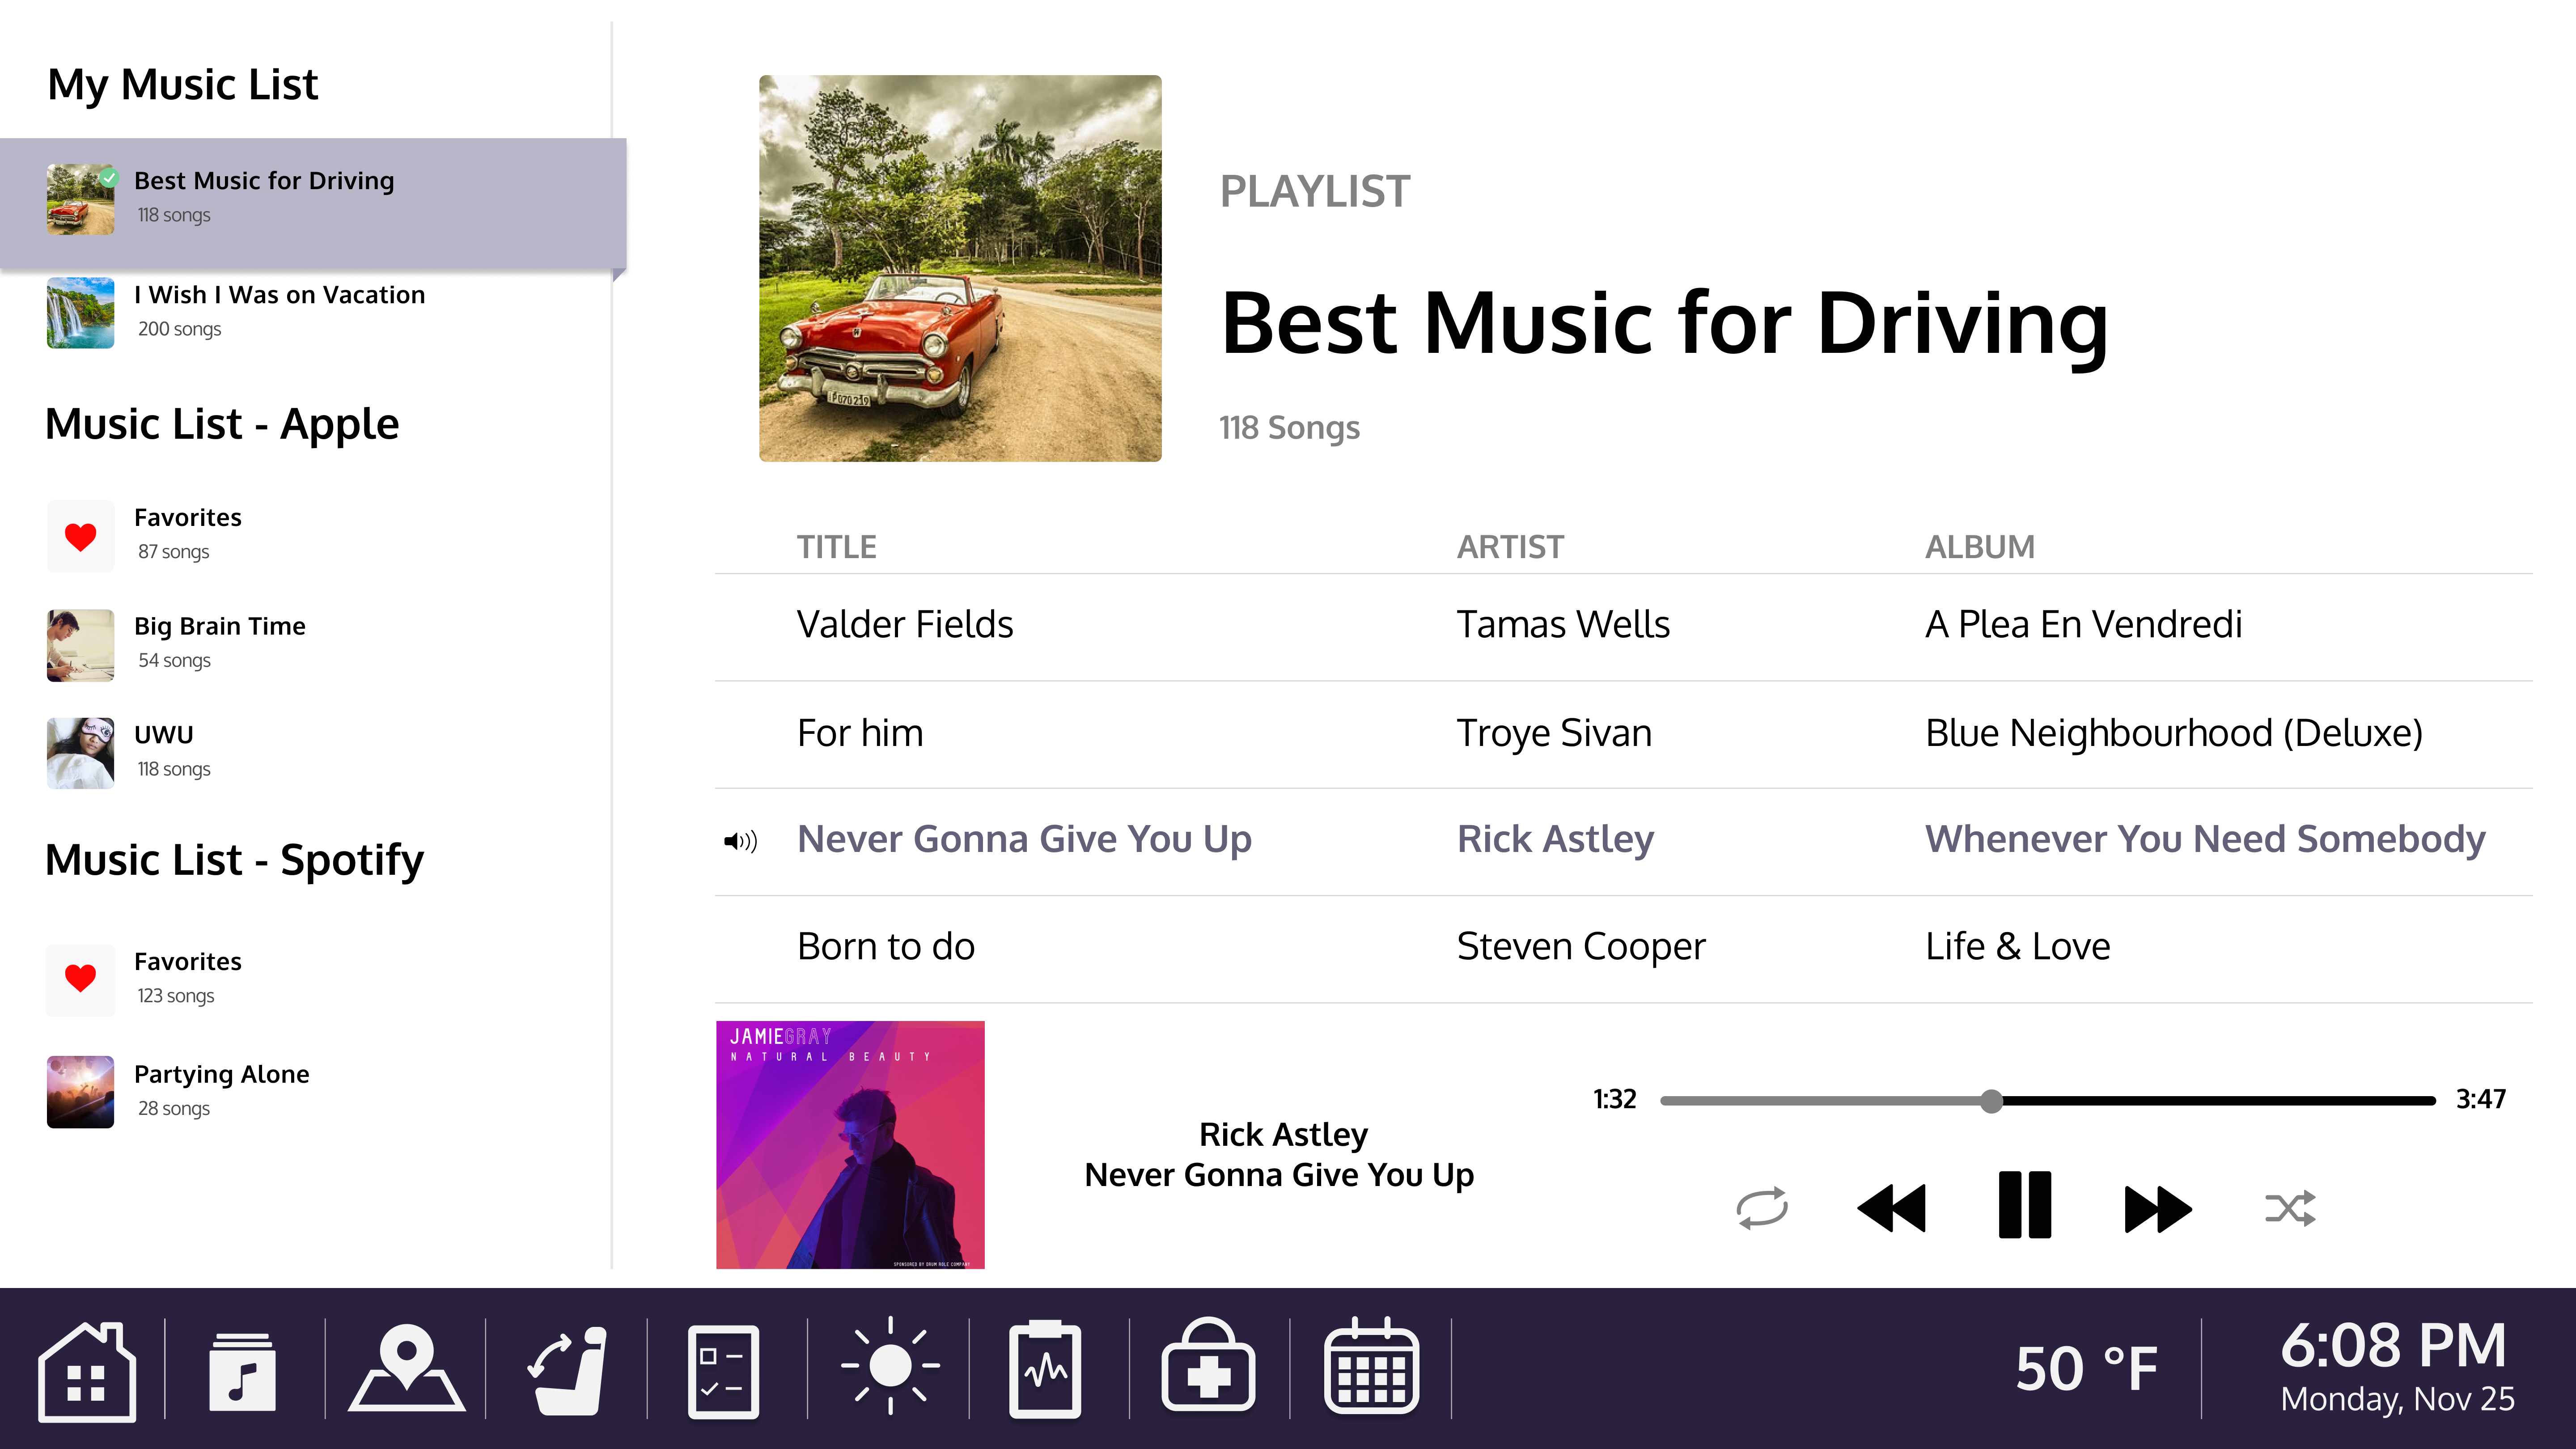 My Music List
Best Music for Driving
118 songs
I Wish I Was on Vacation
200 songs
Music List - Apple
Favorites
87 songs
Big Brain Time
54 songs
UWU
118 songs
Music List - Spotify
Favorites
123 songs
Partying Alone
28 songs
PLAYLIST
Best Music for Driving
118 Songs
TITLE ARTIST ALBUM
Valder Fields Tamas Wells A Plea En Vendredi
For him Troye Sivan Blue Neighbourhood (Deluxe)
Never Gonna Give You Up Rick Astley Whenever You Need Somebody
Born to do Steven Cooper Life & Love
JAMIEGRAY
NATURAL BEAUTY
SPONSORED BY DRUM ROLE COMPANY
Rick Astley
Never Gonna Give You Up
1:32 3:47
50 °F
6:08 PM
Monday, Nov 25